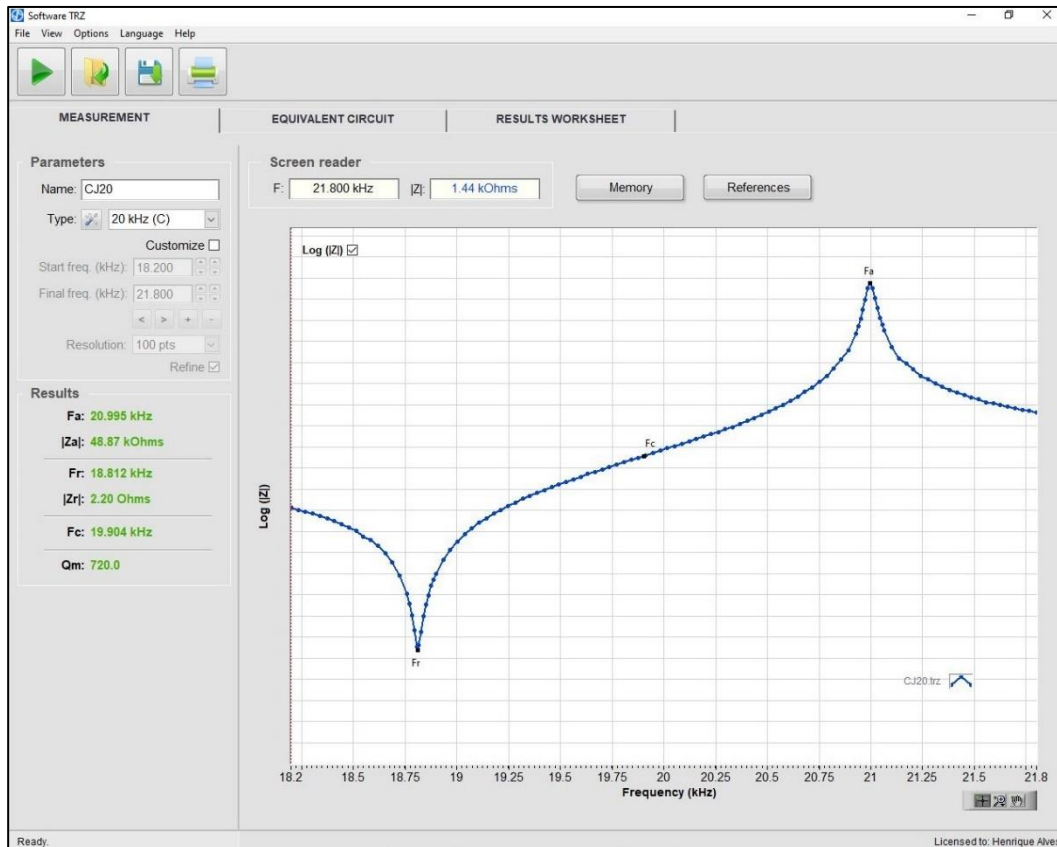 Software TRZ
File View Options Language Help
MEASUREMENT
EQUIVALENT CIRCUIT
RESULTS WORKSHEET
Parameters
Name: CJ20
Type: 20 kHz (C)
Customize
Start freq. (kHz): 18.200
Final freq. (kHz): 21.800
< > + -
Resolution: 100 pts
Refine
Results
Fa: 20.995 kHz
|Za|: 48.87 kOhms
Fr: 18.812 kHz
|Zr|: 2.20 Ohms
Fc: 19.904 kHz
Qm: 720.0
Screen reader
F: 21.800 kHz |Z|: 1.44 kOhms
Memory
References
Log (|Z|)
Fa
Fc
Log (|Z|)
Fr
CJ20.trz
18.2 18.5 18.75 19 19.25 19.5 19.75 20 20.25 20.5 20.75 21 21.25 21.5 21.8
Frequency (kHz)
Ready.
Licensed to: Henrique Alves